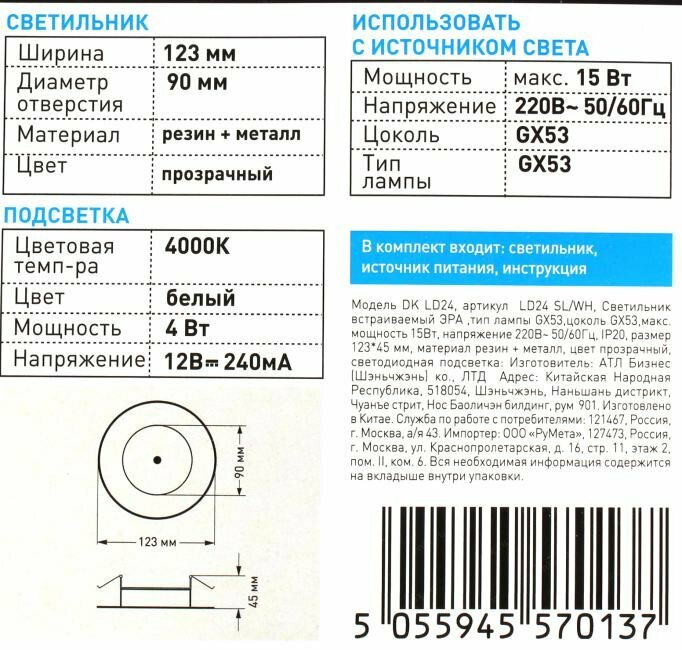 СВЕТИЛЬНИК
Ширина 123 мм
Диаметр
отверстия 90 мм
Материал резин + металл
Цвет прозрачный
ПОДСВЕТКА
Цветовая
темп-ра 4000К
Цвет белый
Мощность 4 Вт
Напряжение 12В⎓ 240мА
90 мм
123 мм
45 мм
ИСПОЛЬЗОВАТЬ
С ИСТОЧНИКОМ СВЕТА
Мощность макс. 15 Вт
Напряжение 220В~ 50/60Гц
Цоколь GX53
Тип
лампы GX53
В комплект входит: светильник,
источник питания, инструкция
Модель DK LD24, артикул LD24 SL/WH, Светильник
встраиваемый ЭРА ,тип лампы GX53,цоколь GX53,макс.
мощность 15Вт, напряжение 220В~ 50/60Гц, IP20, размер
123*45 мм, материал резин + металл, цвет прозрачный,
светодиодная подсветка: Изготовитель: АТЛ Бизнес
(Шэньчжэнь) ко., ЛТД Адрес: Китайская Народная
Республика, 518054, Шэньчжэнь, Наньшань дистрикт,
Чуанъе стрит, Нос Баоличэн билдинг, рум 901. Изготовлено
в Китае. Служба по работе с потребителями: 121467, Россия,
г. Москва, а/я 43. Импортер: ООО «РуМета», 127473, Россия,
г. Москва, ул. Краснопролетарская, д. 16, стр. 11, этаж 2,
пом. II, ком. 6. Вся необходимая информация содержится
на вкладыше внутри упаковки.
5 055945 570137